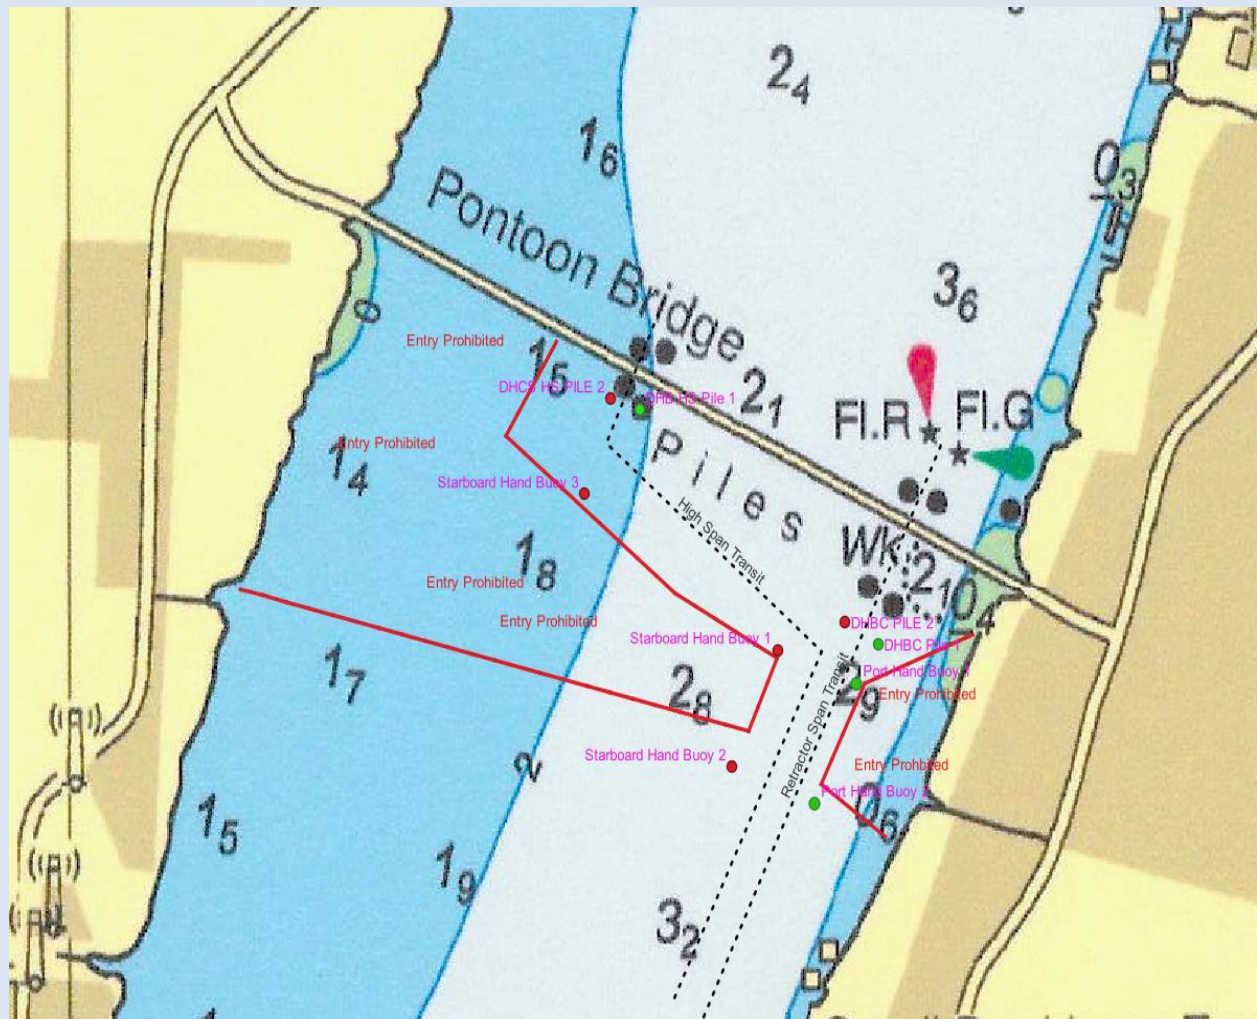 2₄
1₆
0₃
Pontoon Bridge
3₆
0
Entry Prohibited
1₅
DHCS HS PILE 2
DHB HS Pile 1
2₁
Fl.R
Fl.G
Entry Prohibited
1₄
Piles
Starboard Hand Buoy 3
High Span Transit
Wk
2₁
1₈
Entry Prohibited
0₄
Entry Prohibited
DHBC PILE 2
Starboard Hand Buoy 1
DHBC Pile 1
1₇
Port Hand Buoy
2₈
2₉
Entry Prohibited
Retractor Span Transit
Starboard Hand Buoy 2
2
Entry Prohbited
Port Hand Buoy
0₆
1₅
1₉
3₂